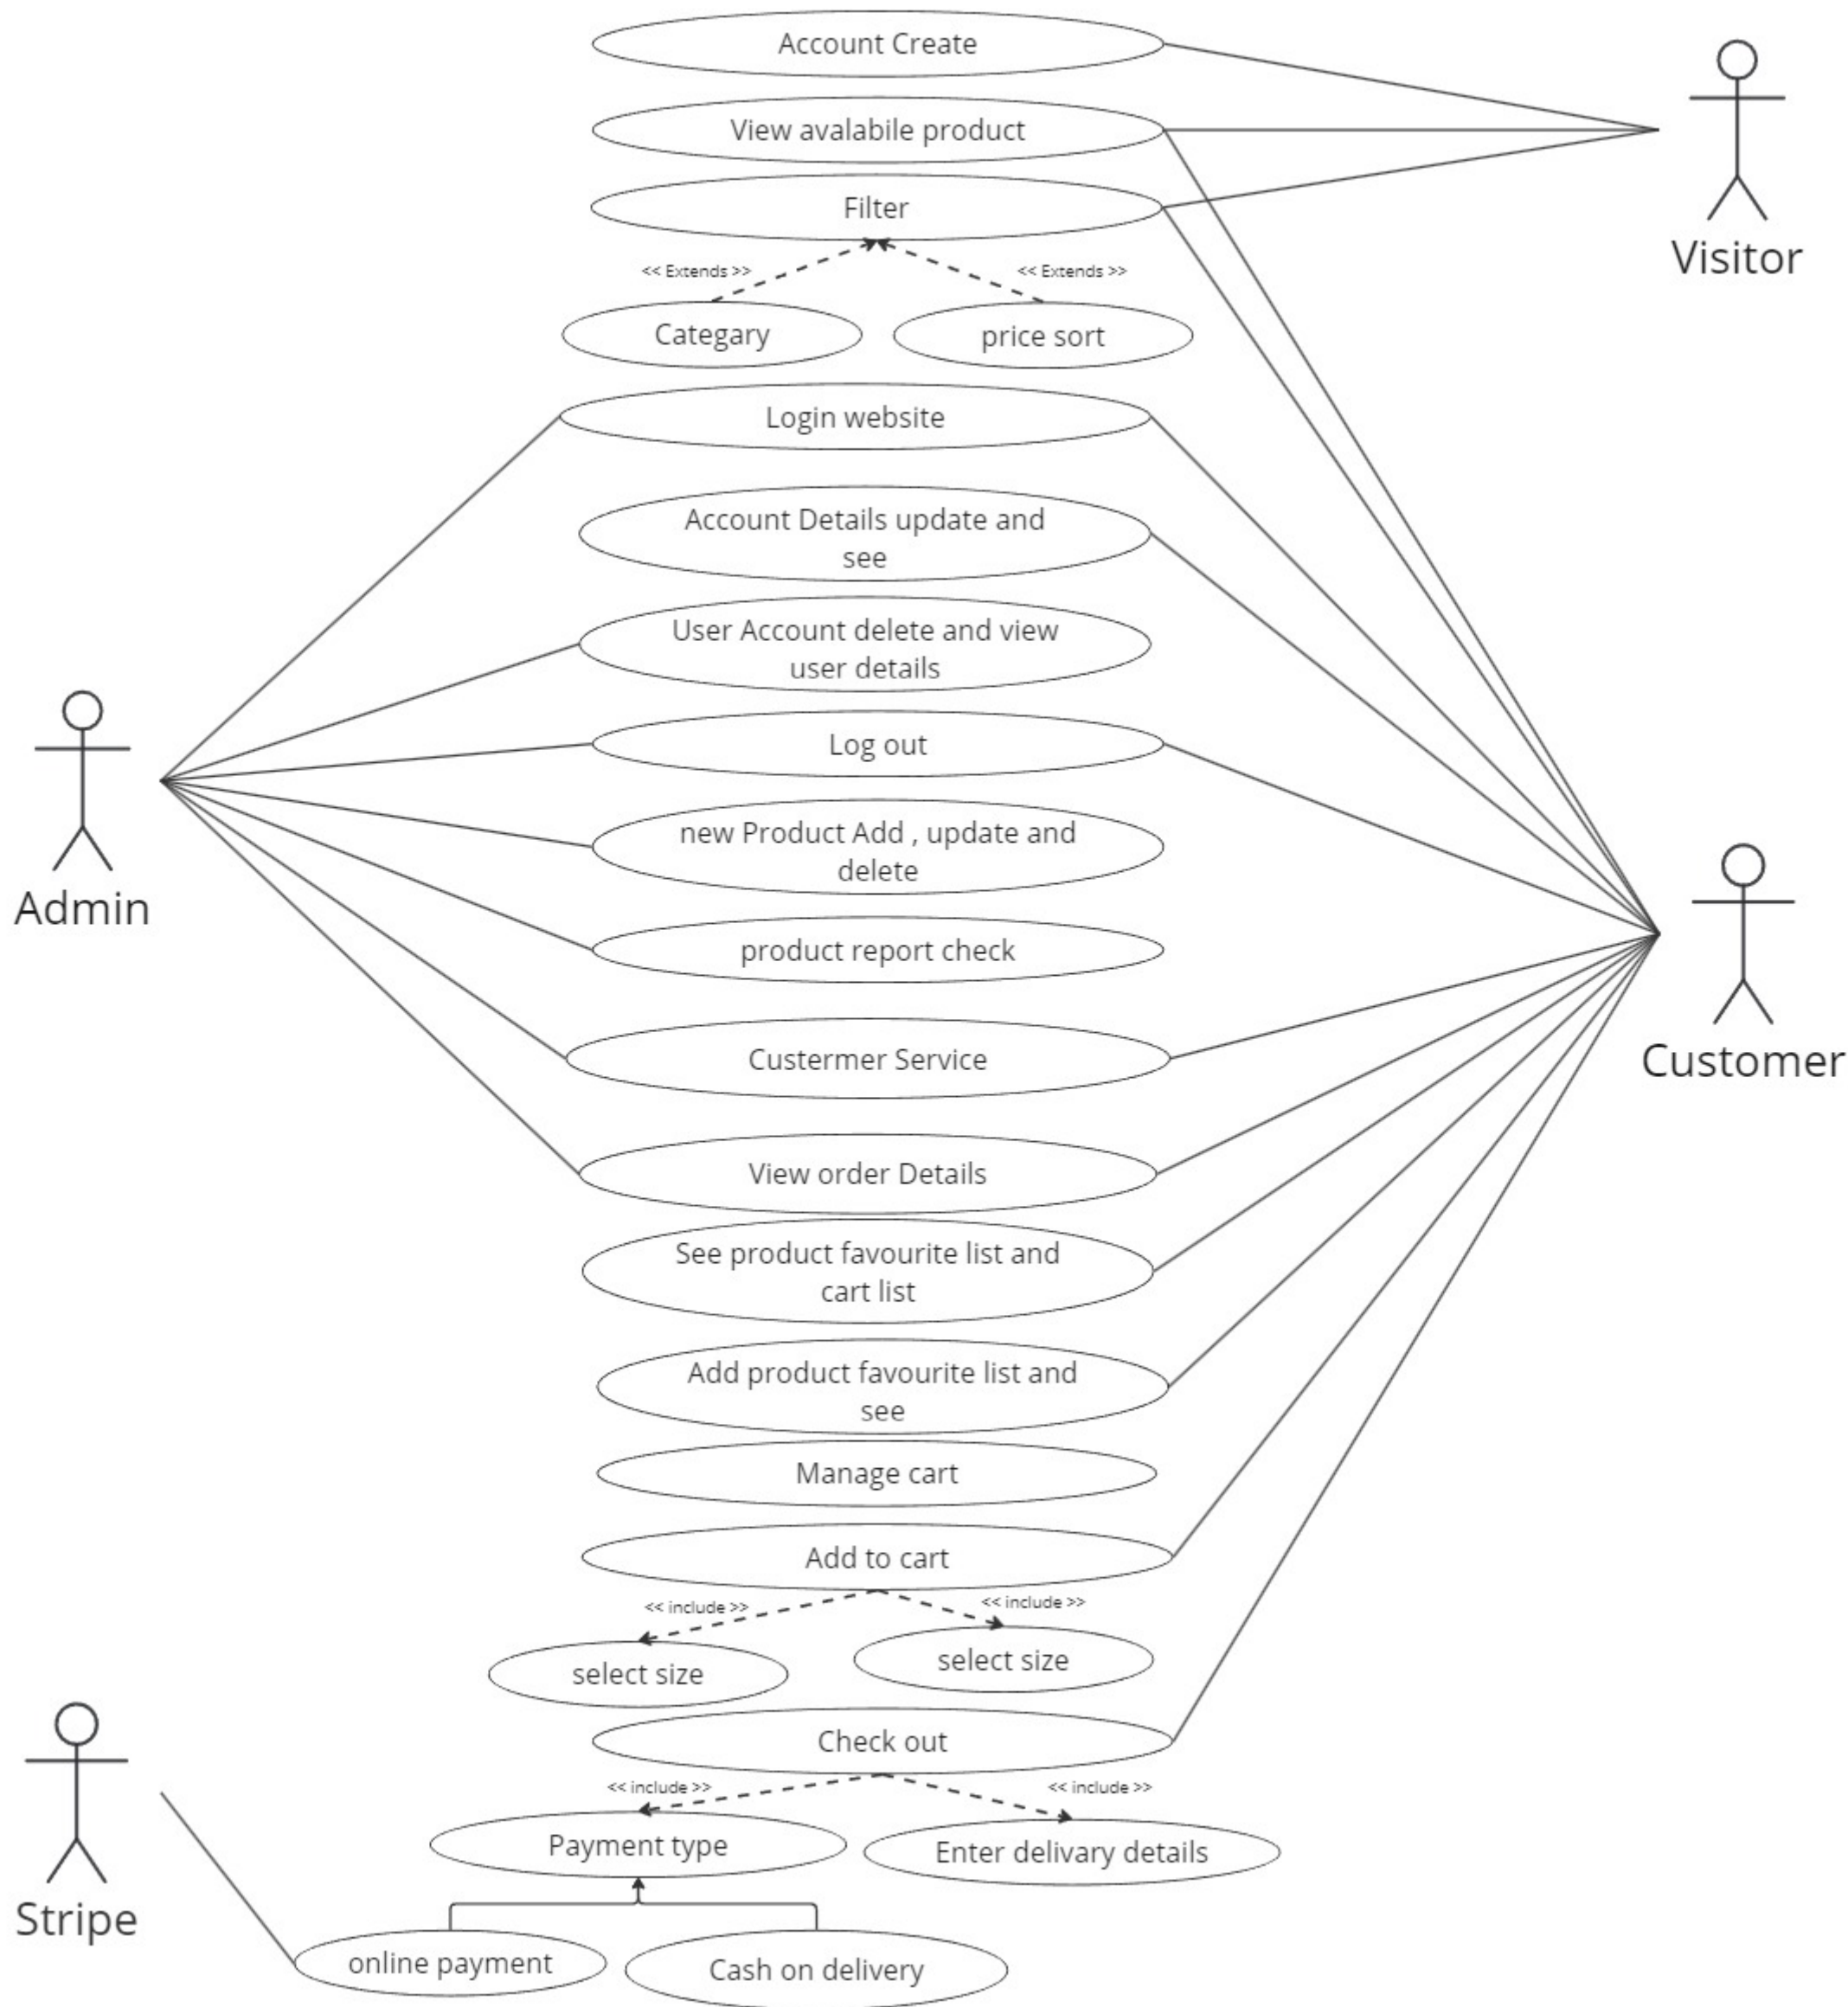 Account Create
View avalabile product
Filter
Visitor
<< Extends >>
<< Extends >>
Categary
price sort
Login website
Account Details update and
see
User Account delete and view
user details
Log out
new Product Add , update and
delete
Admin
product report check
Custermer Service
Customer
View order Details
See product favourite list and
cart list
Add product favourite list and
see
Manage cart
Add to cart
<< include >>
<< include >>
select size
select size
Check out
<< include >>
<< include >>
Payment type
Enter delivary details
Stripe
online payment
Cash on delivery